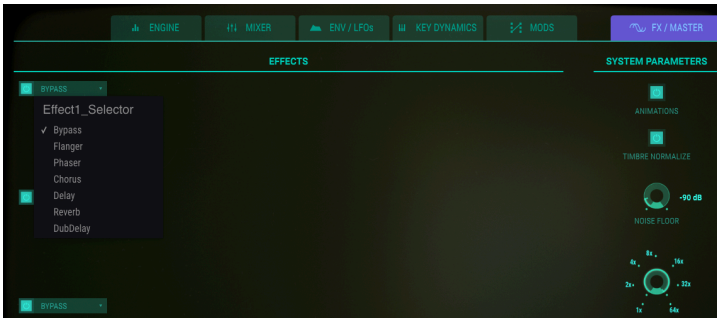 ENGINE
MIXER
ENV / LFOs
KEY DYNAMICS
MODS
FX / MASTER
EFFECTS
SYSTEM PARAMETERS
BYPASS
Effect1_Selector
✓ Bypass
Flanger
Phaser
Chorus
Delay
Reverb
DubDelay
BYPASS
ANIMATIONS
TIMBRE NORMALIZE
-90 dB
NOISE FLOOR
8x
4x
16x
2x
32x
1x
64x